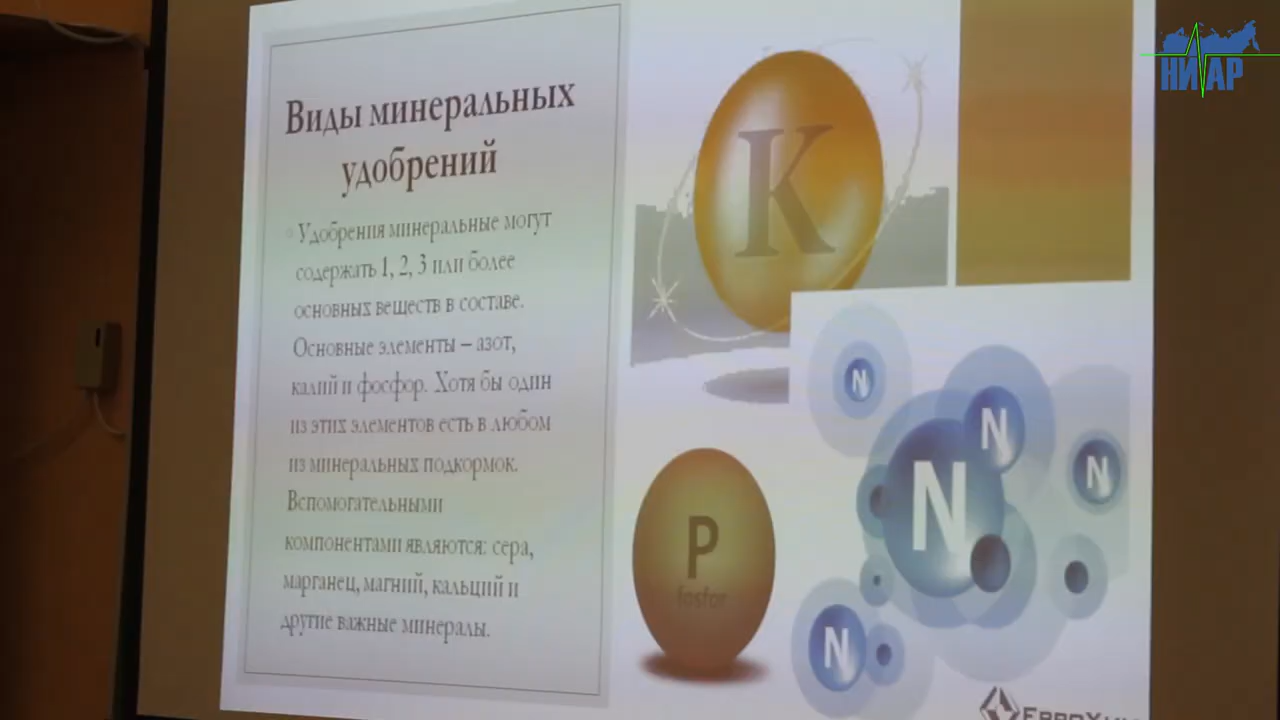 Виды минеральных
удобрений
Удобрения минеральные могут
содержать 1, 2, 3 или более
основных веществ в составе.
Основные элементы – азот,
калий и фосфор. Хотя бы один
из этих элементов есть в любом
из минеральных подкормок.
Вспомогательными
компонентами являются: сера,
марганец, магний, кальций и
другие важные минералы.
K
N
N
N
N
N
P
fosfor
НИАР
ЕвроХим